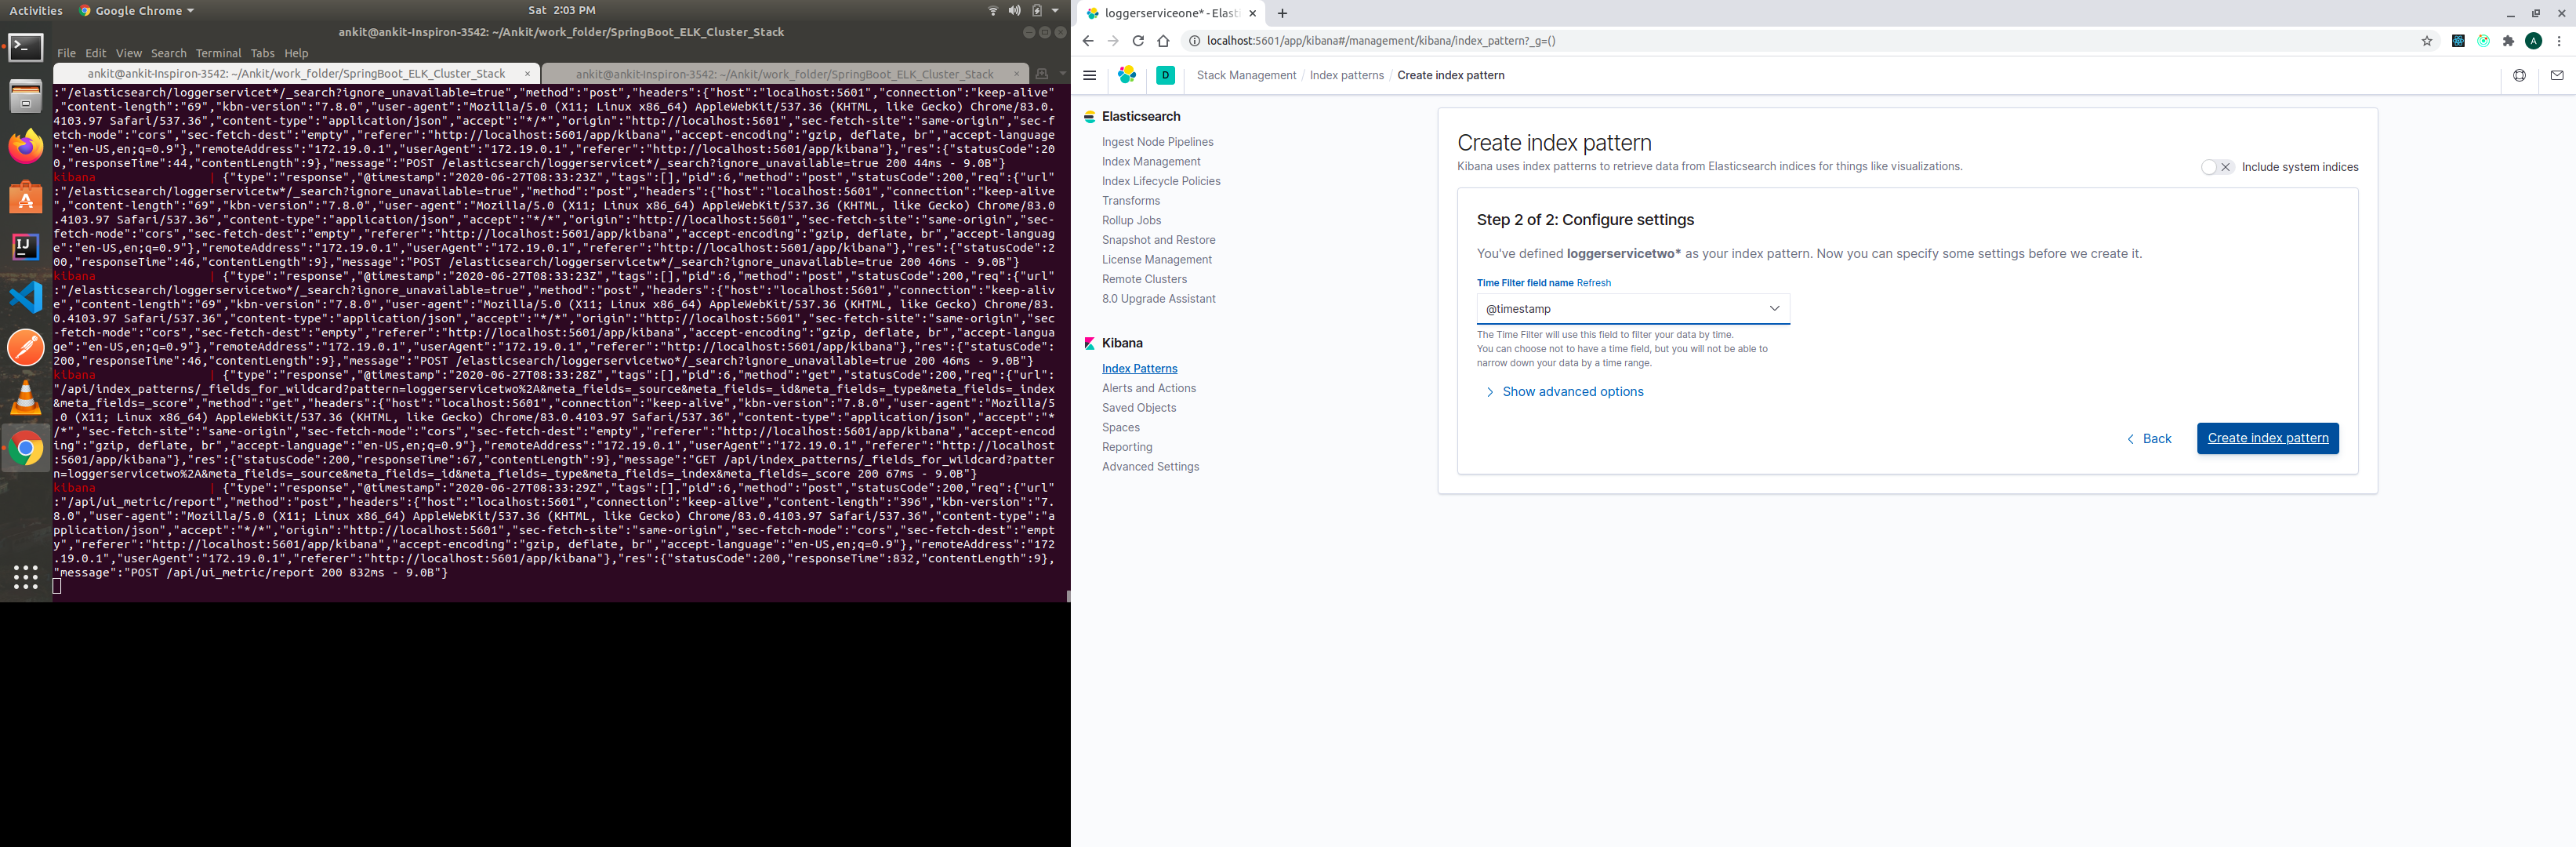 Activities
Google Chrome
Sat 2:03 PM
ankit@ankit-Inspiron-3542: ~/Ankit/work_folder/SpringBoot_ELK_Cluster_Stack
File Edit View Search Terminal Tabs Help
ankit@ankit-Inspiron-3542: ~/Ankit/work_folder/SpringBoot_ELK_Cluster_Stack ×
ankit@ankit-Inspiron-3542: ~/Ankit/work_folder/SpringBoot_ELK_Cluster_Stack ×
:"/elasticsearch/loggerservicet*/_search?ignore_unavailable=true","method":"post","headers":{"host":"localhost:5601","connection":"keep-alive"
,"content-length":"69","kbn-version":"7.8.0","user-agent":"Mozilla/5.0 (X11; Linux x86_64) AppleWebKit/537.36 (KHTML, like Gecko) Chrome/83.0.
4103.97 Safari/537.36","content-type":"application/json","accept":"*/*","origin":"http://localhost:5601","sec-fetch-site":"same-origin","sec-f
etch-mode":"cors","sec-fetch-dest":"empty","referer":"http://localhost:5601/app/kibana","accept-encoding":"gzip, deflate, br","accept-language
":"en-US,en;q=0.9"},"remoteAddress":"172.19.0.1","userAgent":"172.19.0.1","referer":"http://localhost:5601/app/kibana"},"res":{"statusCode":20
0,"responseTime":44,"contentLength":9},"message":"POST /elasticsearch/loggerservicet*/_search?ignore_unavailable=true 200 44ms - 9.0B"}
kibana | {"type":"response","@timestamp":"2020-06-27T08:33:23Z","tags":[],"pid":6,"method":"post","statusCode":200,"req":{"url"
:"/elasticsearch/loggerservicetw*/_search?ignore_unavailable=true","method":"post","headers":{"host":"localhost:5601","connection":"keep-alive
","content-length":"69","kbn-version":"7.8.0","user-agent":"Mozilla/5.0 (X11; Linux x86_64) AppleWebKit/537.36 (KHTML, like Gecko) Chrome/83.0
.4103.97 Safari/537.36","content-type":"application/json","accept":"*/*","origin":"http://localhost:5601","sec-fetch-site":"same-origin","sec-
fetch-mode":"cors","sec-fetch-dest":"empty","referer":"http://localhost:5601/app/kibana","accept-encoding":"gzip, deflate, br","accept-languag
e":"en-US,en;q=0.9"},"remoteAddress":"172.19.0.1","userAgent":"172.19.0.1","referer":"http://localhost:5601/app/kibana"},"res":{"statusCode":2
00,"responseTime":46,"contentLength":9},"message":"POST /elasticsearch/loggerservicetw*/_search?ignore_unavailable=true 200 46ms - 9.0B"}
kibana | {"type":"response","@timestamp":"2020-06-27T08:33:23Z","tags":[],"pid":6,"method":"post","statusCode":200,"req":{"url"
:"/elasticsearch/loggerservicetwo*/_search?ignore_unavailable=true","method":"post","headers":{"host":"localhost:5601","connection":"keep-aliv
e","content-length":"69","kbn-version":"7.8.0","user-agent":"Mozilla/5.0 (X11; Linux x86_64) AppleWebKit/537.36 (KHTML, like Gecko) Chrome/83.
0.4103.97 Safari/537.36","content-type":"application/json","accept":"*/*","origin":"http://localhost:5601","sec-fetch-site":"same-origin","sec
-fetch-mode":"cors","sec-fetch-dest":"empty","referer":"http://localhost:5601/app/kibana","accept-encoding":"gzip, deflate, br","accept-langua
ge":"en-US,en;q=0.9"},"remoteAddress":"172.19.0.1","userAgent":"172.19.0.1","referer":"http://localhost:5601/app/kibana"},"res":{"statusCode":
200,"responseTime":46,"contentLength":9},"message":"POST /elasticsearch/loggerservicetwo*/_search?ignore_unavailable=true 200 46ms - 9.0B"}
kibana | {"type":"response","@timestamp":"2020-06-27T08:33:28Z","tags":[],"pid":6,"method":"get","statusCode":200,"req":{"url":
"/api/index_patterns/_fields_for_wildcard?pattern=loggerservicetwo%2A&meta_fields=_source&meta_fields=_id&meta_fields=_type&meta_fields=_index
&meta_fields=_score","method":"get","headers":{"host":"localhost:5601","connection":"keep-alive","kbn-version":"7.8.0","user-agent":"Mozilla/5
.0 (X11; Linux x86_64) AppleWebKit/537.36 (KHTML, like Gecko) Chrome/83.0.4103.97 Safari/537.36","content-type":"application/json","accept":"*
/*","sec-fetch-site":"same-origin","sec-fetch-mode":"cors","sec-fetch-dest":"empty","referer":"http://localhost:5601/app/kibana","accept-encod
ing":"gzip, deflate, br","accept-language":"en-US,en;q=0.9"},"remoteAddress":"172.19.0.1","userAgent":"172.19.0.1","referer":"http://localhost
:5601/app/kibana"},"res":{"statusCode":200,"responseTime":67,"contentLength":9},"message":"GET /api/index_patterns/_fields_for_wildcard?patter
n=loggerservicetwo%2A&meta_fields=_source&meta_fields=_id&meta_fields=_type&meta_fields=_index&meta_fields=_score 200 67ms - 9.0B"}
kibana | {"type":"response","@timestamp":"2020-06-27T08:33:29Z","tags":[],"pid":6,"method":"post","statusCode":200,"req":{"url"
:"/api/ui_metric/report","method":"post","headers":{"host":"localhost:5601","connection":"keep-alive","content-length":"396","kbn-version":"7.
8.0","user-agent":"Mozilla/5.0 (X11; Linux x86_64) AppleWebKit/537.36 (KHTML, like Gecko) Chrome/83.0.4103.97 Safari/537.36","content-type":"a
pplication/json","accept":"*/*","origin":"http://localhost:5601","sec-fetch-site":"same-origin","sec-fetch-mode":"cors","sec-fetch-dest":"empt
y","referer":"http://localhost:5601/app/kibana","accept-encoding":"gzip, deflate, br","accept-language":"en-US,en;q=0.9"},"remoteAddress":"172
.19.0.1","userAgent":"172.19.0.1","referer":"http://localhost:5601/app/kibana"},"res":{"statusCode":200,"responseTime":832,"contentLength":9},
"message":"POST /api/ui_metric/report 200 832ms - 9.0B"}
loggerserviceone* - Elasti
localhost:5601/app/kibana#/management/kibana/index_pattern?_g=()
A
D
Stack Management / Index patterns / Create index pattern
Elasticsearch
Ingest Node Pipelines
Index Management
Index Lifecycle Policies
Transforms
Rollup Jobs
Snapshot and Restore
License Management
Remote Clusters
8.0 Upgrade Assistant
Kibana
Index Patterns
Alerts and Actions
Saved Objects
Spaces
Reporting
Advanced Settings
Create index pattern
Kibana uses index patterns to retrieve data from Elasticsearch indices for things like visualizations.
Include system indices
Step 2 of 2: Configure settings
You've defined loggerservicetwo* as your index pattern. Now you can specify some settings before we create it.
Time Filter field name Refresh
@timestamp
The Time Filter will use this field to filter your data by time.
You can choose not to have a time field, but you will not be able to
narrow down your data by a time range.
Show advanced options
Back
Create index pattern